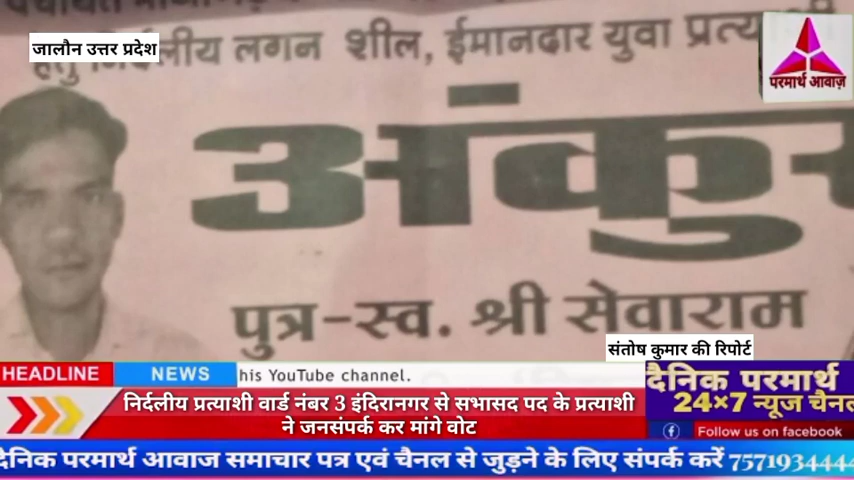 जालौन उत्तर प्रदेश
हेतु निर्दलीय लगन शील, ईमानदार युवा
परमार्थ आवाज़
पुत्र-स्व. श्री सेवाराम
संतोष कुमार की रिपोर्ट
HEADLINE NEWS
his YouTube channel.
निर्दलीय प्रत्याशी वार्ड नंबर 3 इंदिरानगर से सभासद पद के प्रत्याशी
ने जनसंपर्क कर मांगे वोट
दैनिक परमार्थ
24×7 न्यूज चैनल
Follow us on facebook
दैनिक परमार्थ आवाज समाचार पत्र एवं चैनल से जुड़ने के लिए संपर्क करें 7571934444